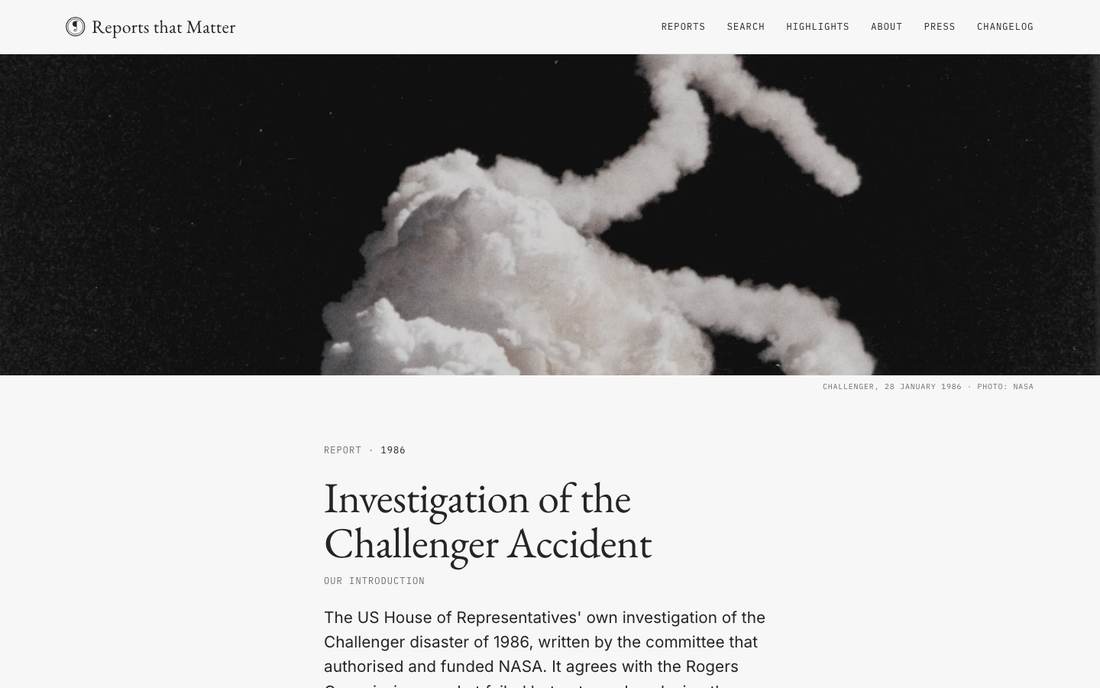 Reports that Matter
REPORTS SEARCH HIGHLIGHTS ABOUT PRESS CHANGELOG
CHALLENGER, 28 JANUARY 1986 · PHOTO: NASA
REPORT · 1986
Investigation of the
Challenger Accident
OUR INTRODUCTION
The US House of Representatives' own investigation of the
Challenger disaster of 1986, written by the committee that
authorised and funded NASA. It agrees with the Rogers